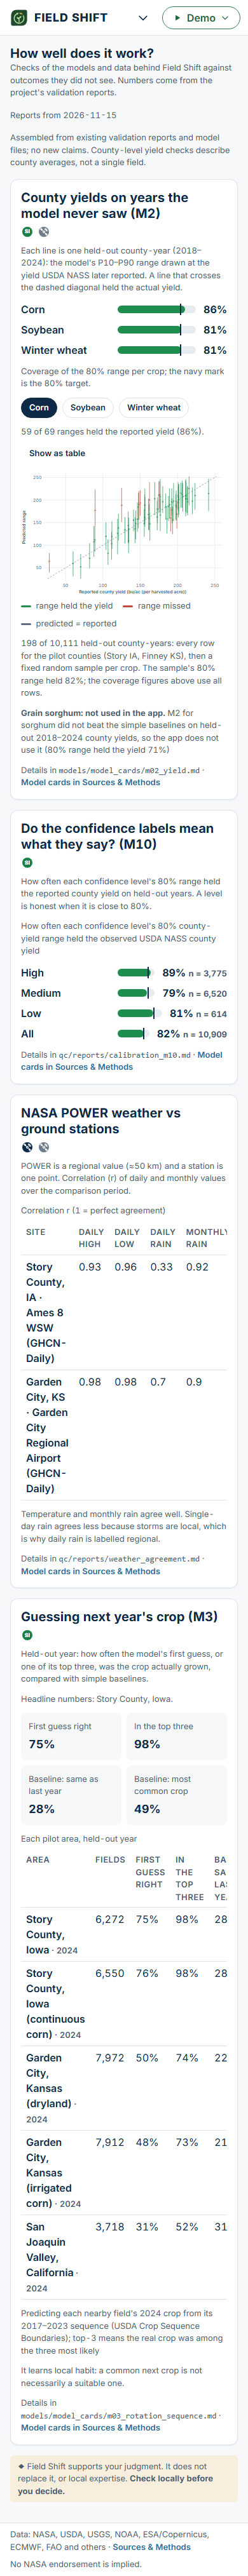 FIELD SHIFT
Demo
How well does it work?
Checks of the models and data behind Field Shift against
outcomes they did not see. Numbers come from the
project's validation reports.
Reports from 2026-11-15
Assembled from existing validation reports and model
files; no new claims. County-level yield checks describe
county averages, not a single field.
County yields on years the
model never saw (M2)
Each line is one held-out county-year (2018–
2024): the model's P10–P90 range drawn at the
yield USDA NASS later reported. A line that crosses
the dashed diagonal held the actual yield.
Corn 86%
Soybean 81%
Winter wheat 81%
Coverage of the 80% range per crop; the navy mark
is the 80% target.
Corn Soybean Winter wheat
59 of 69 ranges held the reported yield (86%).
Show as table
Predicted range
250
200
150
100
50
50 100 150 200 250
Reported county yield (bu/ac (per harvested acre))
range held the yield range missed
predicted = reported
198 of 10,111 held-out county-years: every row
for the pilot counties (Story IA, Finney KS), then a
fixed random sample per crop. The sample's 80%
range held 82%; the coverage figures above use all
rows.
Grain sorghum: not used in the app. M2 for
sorghum did not beat the simple baselines on held-
out 2018–2024 county yields, so the app does not
use it (80% range held the yield 71%)
Details in models/model_cards/m02_yield.md ·
Model cards in Sources & Methods
Do the confidence labels mean
what they say? (M10)
How often each confidence level's 80% range held
the reported county yield on held-out years. A level
is honest when it is close to 80%.
How often each confidence level's 80% county-
yield range held the observed USDA NASS county
yield
High 89% n = 3,775
Medium 79% n = 6,520
Low 81% n = 614
All 82% n = 10,909
Details in qc/reports/calibration_m10.md · Model
cards in Sources & Methods
NASA POWER weather vs
ground stations
POWER is a regional value (≈50 km) and a station is
one point. Correlation (r) of daily and monthly values
over the comparison period.
Correlation r (1 = perfect agreement)
SITE DAILY HIGH DAILY LOW DAILY RAIN MONTHLY RAIN
Story County, IA · Ames 8 WSW (GHCN-Daily) 0.93 0.96 0.33 0.92
Garden City, KS · Garden City Regional Airport (GHCN-Daily) 0.98 0.98 0.7 0.9
Temperature and monthly rain agree well. Single-
day rain agrees less because storms are local, which
is why daily rain is labelled regional.
Details in qc/reports/weather_agreement.md ·
Model cards in Sources & Methods
Guessing next year's crop (M3)
Held-out year: how often the model's first guess, or
one of its top three, was the crop actually grown,
compared with simple baselines.
Headline numbers: Story County, Iowa.
First guess right
75%
In the top three
98%
Baseline: same as
last year
28%
Baseline: most
common crop
49%
Each pilot area, held-out year
AREA FIELDS FIRST GUESS RIGHT IN THE TOP THREE
Story County, Iowa · 2024 6,272 75% 98% 28
Story County, Iowa (continuous corn) · 2024 6,550 76% 98% 28
Garden City, Kansas (dryland) · 2024 7,972 50% 74% 22
Garden City, Kansas (irrigated corn) · 2024 7,912 48% 73% 21
San Joaquin Valley, California · 2024 3,718 31% 52% 31
Predicting each nearby field's 2024 crop from its
2017–2023 sequence (USDA Crop Sequence
Boundaries); top-3 means the real crop was among
the three most likely
It learns local habit: a common next crop is not
necessarily a suitable one.
Details in
models/model_cards/m03_rotation_sequence.md ·
Model cards in Sources & Methods
◆ Field Shift supports your judgment. It does not
replace it, or local expertise. Check locally before
you decide.
Data: NASA, USDA, USGS, NOAA, ESA/Copernicus,
ECMWF, FAO and others · Sources & Methods
No NASA endorsement is implied.